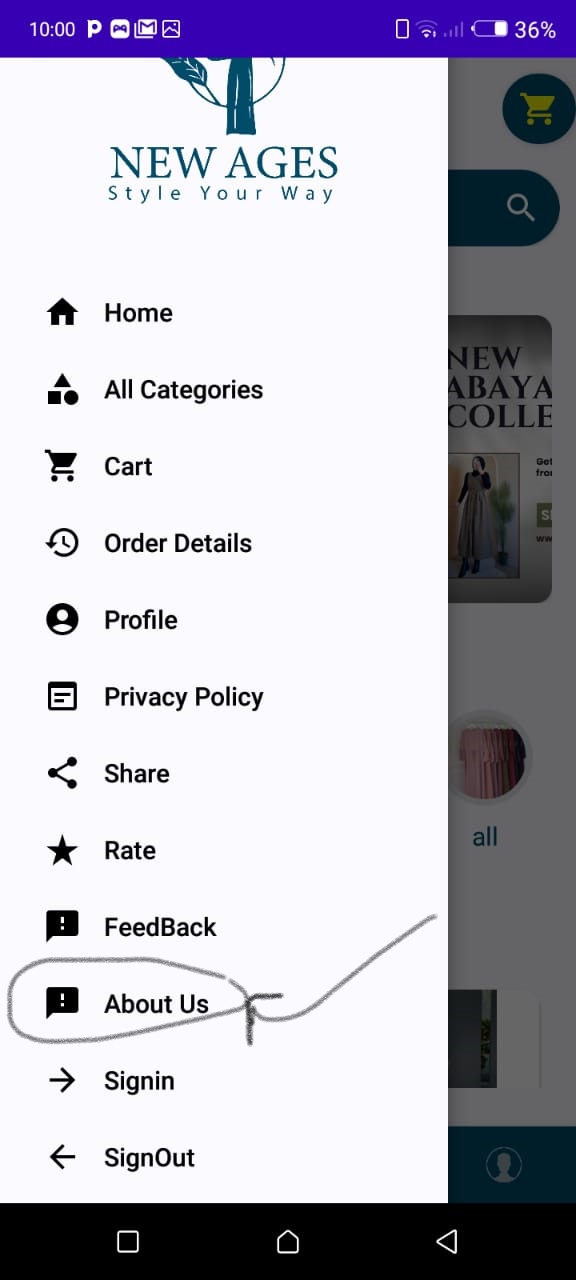 10:00
36%
NEW AGES
Style Your Way
NEW
ABAYA
COLLE
Home
All Categories
Cart
Get
fro
Order Details
Profile
Privacy Policy
Share
all
Rate
FeedBack
About Us
Signin
SignOut